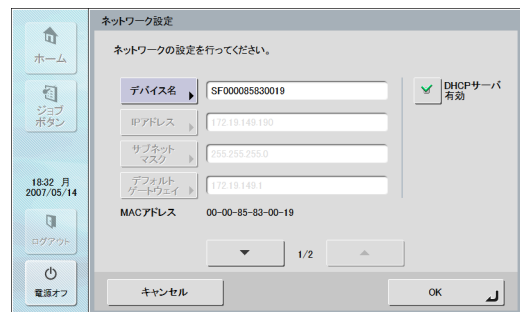 ネットワーク設定
ホーム
ネットワークの設定を行ってください。
デバイス名
SF000085830019
DHCPサーバ
有効
ジョブ
ボタン
IPアドレス
172.19.149.190
サブネット
マスク
255.255.255.0
デフォルト
ゲートウェイ
172.19.149.1
18:32 月
2007/05/14
MACアドレス
00-00-85-83-00-19
ログアウト
1/2
電源オフ
キャンセル
OK